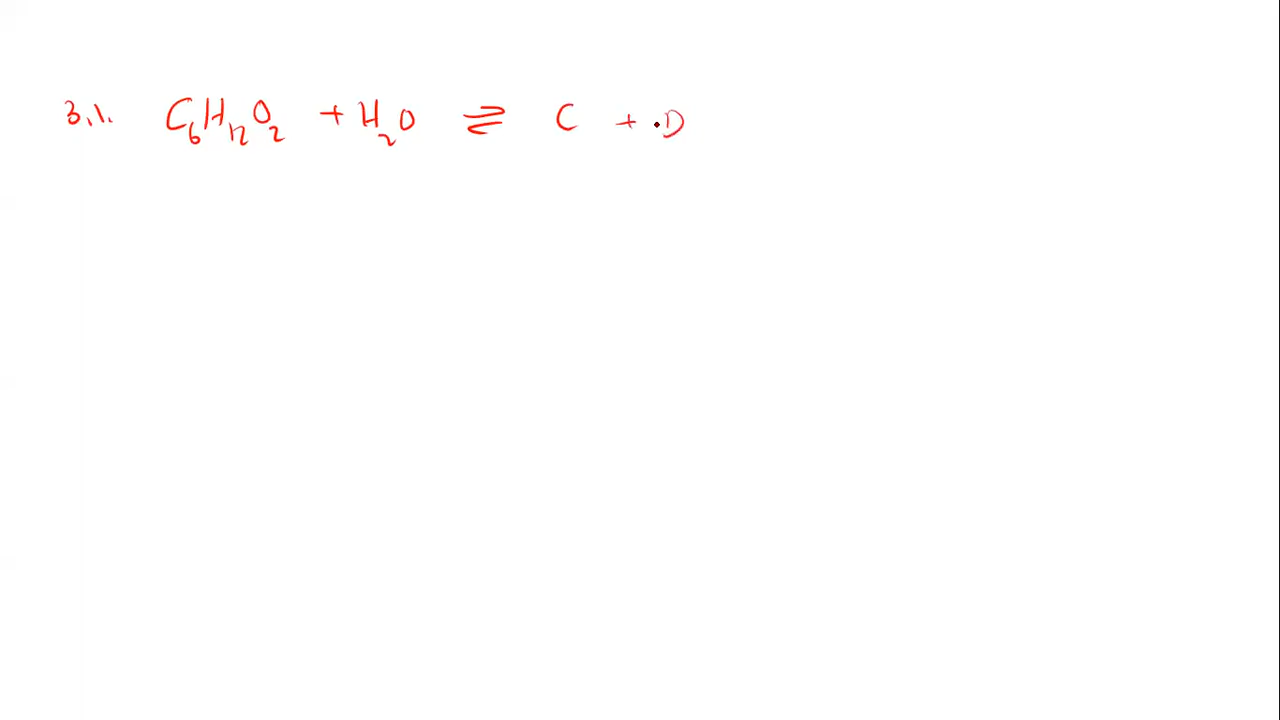 3.1. C₆H₁₂O₂ + H₂O ⇌ C + D